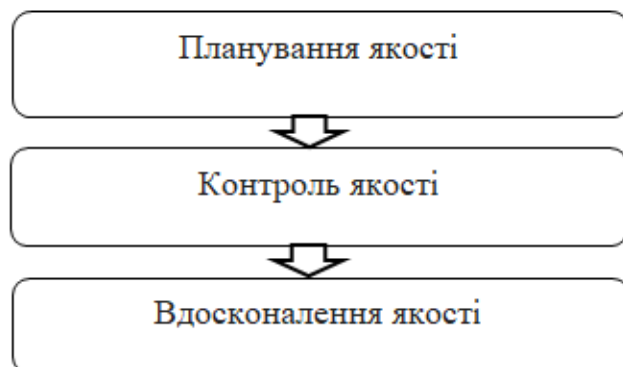 Планування якості
Контроль якості
Вдосконалення якості